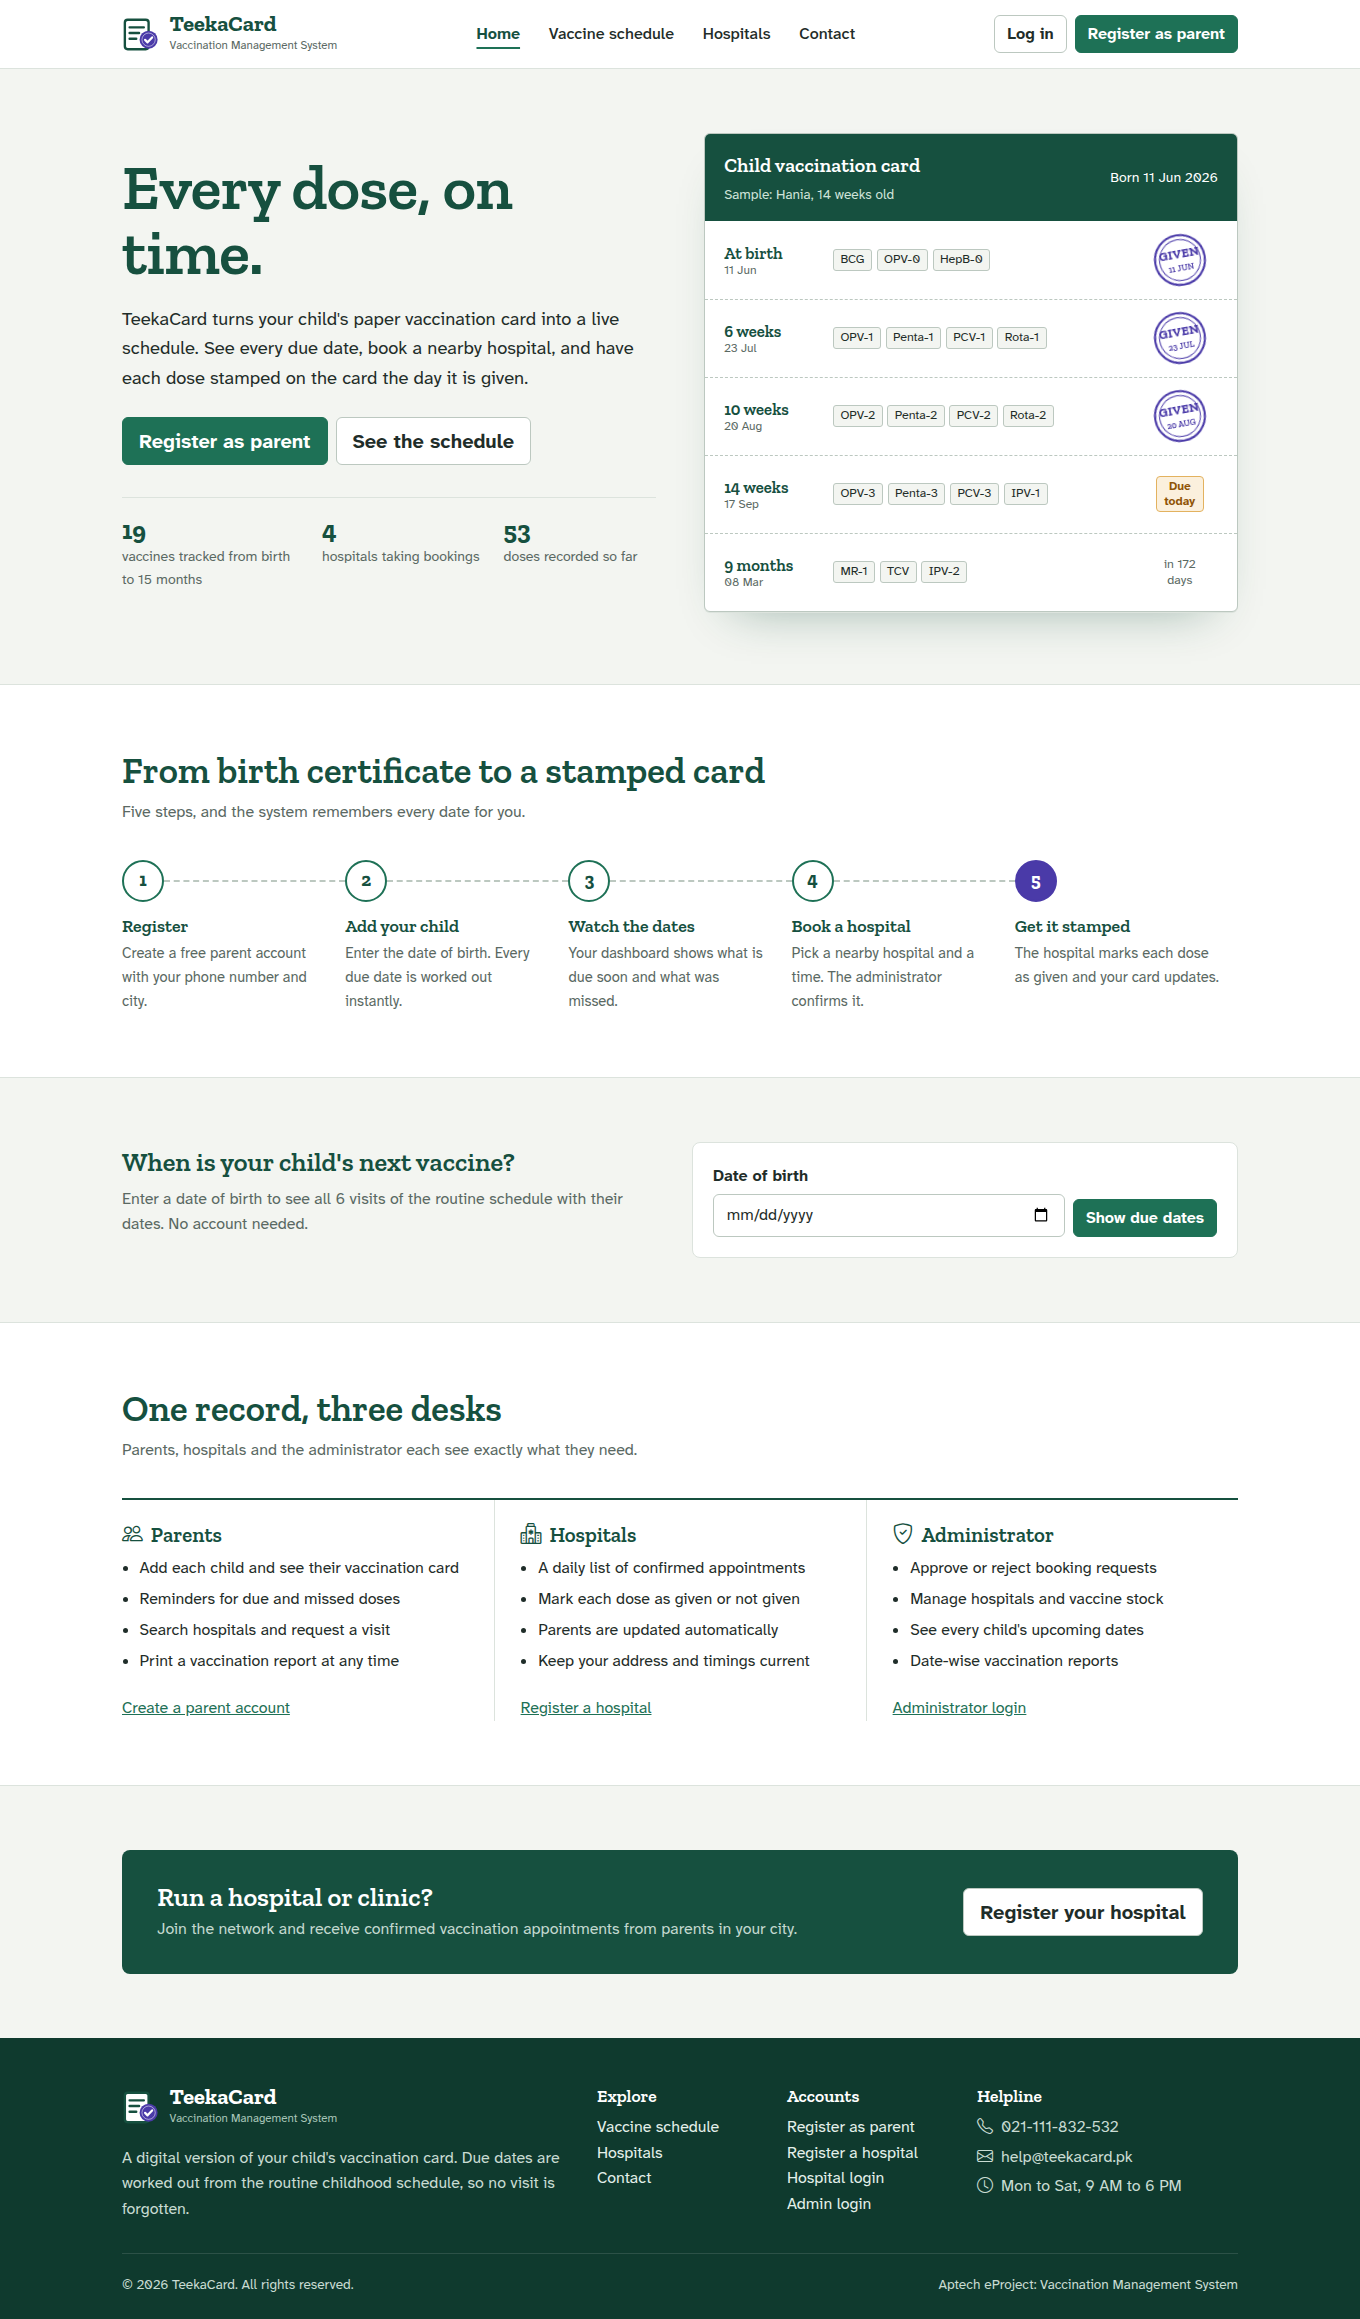 TeekaCard
Vaccination Management System
Home
Vaccine schedule
Hospitals
Contact
Log in
Register as parent
Every dose, on
time.
TeekaCard turns your child's paper vaccination card into a live
schedule. See every due date, book a nearby hospital, and have
each dose stamped on the card the day it is given.
Register as parent
See the schedule
19
vaccines tracked from birth
to 15 months
4
hospitals taking bookings
53
doses recorded so far
Child vaccination card
Sample: Hania, 14 weeks old
Born 11 Jun 2026
At birth
11 Jun
BCG OPV-0 HepB-0
GIVEN
11 JUN
6 weeks
23 Jul
OPV-1 Penta-1 PCV-1 Rota-1
GIVEN
23 JUL
10 weeks
20 Aug
OPV-2 Penta-2 PCV-2 Rota-2
GIVEN
20 AUG
14 weeks
17 Sep
OPV-3 Penta-3 PCV-3 IPV-1
Due
today
9 months
08 Mar
MR-1 TCV IPV-2
in 172
days
From birth certificate to a stamped card
Five steps, and the system remembers every date for you.
1
Register
Create a free parent account
with your phone number and
city.
2
Add your child
Enter the date of birth. Every
due date is worked out
instantly.
3
Watch the dates
Your dashboard shows what is
due soon and what was
missed.
4
Book a hospital
Pick a nearby hospital and a
time. The administrator
confirms it.
5
Get it stamped
The hospital marks each dose
as given and your card updates.
When is your child's next vaccine?
Enter a date of birth to see all 6 visits of the routine schedule with their
dates. No account needed.
Date of birth
mm/dd/yyyy
Show due dates
One record, three desks
Parents, hospitals and the administrator each see exactly what they need.
Parents
• Add each child and see their vaccination card
• Reminders for due and missed doses
• Search hospitals and request a visit
• Print a vaccination report at any time
Create a parent account
Hospitals
• A daily list of confirmed appointments
• Mark each dose as given or not given
• Parents are updated automatically
• Keep your address and timings current
Register a hospital
Administrator
• Approve or reject booking requests
• Manage hospitals and vaccine stock
• See every child's upcoming dates
• Date-wise vaccination reports
Administrator login
Run a hospital or clinic?
Join the network and receive confirmed vaccination appointments from parents in your city.
Register your hospital
TeekaCard
Vaccination Management System
A digital version of your child's vaccination card. Due dates are
worked out from the routine childhood schedule, so no visit is
forgotten.
Explore
Vaccine schedule
Hospitals
Contact
Accounts
Register as parent
Register a hospital
Hospital login
Admin login
Helpline
021-111-832-532
help@teekacard.pk
Mon to Sat, 9 AM to 6 PM
© 2026 TeekaCard. All rights reserved.
Aptech eProject: Vaccination Management System